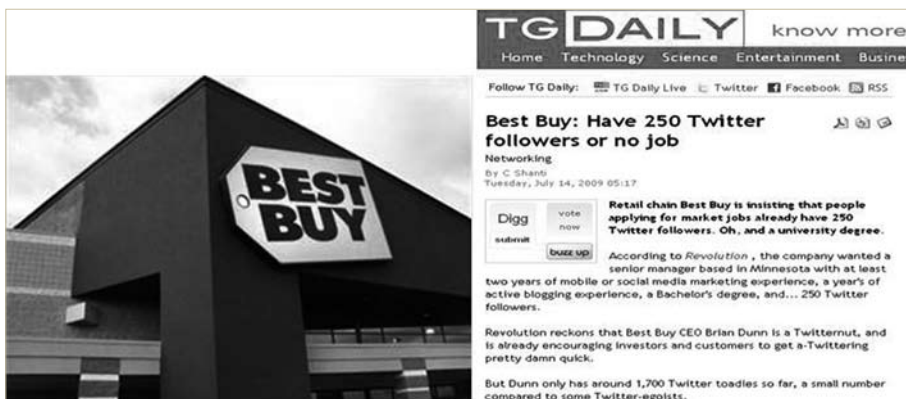 BEST
BUY
TG DAILY know more
Home Technology Science Entertainment Busine
Follow TG Daily: TG Daily Live Twitter Facebook RSS
Best Buy: Have 250 Twitter
followers or no job
Networking
By C Shanti
Tuesday, July 14, 2009 05:17
Digg
submit
vote
now
buzz up
Retail chain Best Buy is insisting that people
applying for market jobs already have 250
Twitter followers. Oh, and a university degree.
According to Revolution , the company wanted a
senior manager based in Minnesota with at least
two years of mobile or social media marketing experience, a year's of
active blogging experience, a Bachelor's degree, and... 250 Twitter
followers.
Revolution reckons that Best Buy CEO Brian Dunn is a Twitternut, and
is already encouraging investors and customers to get a-Twittering
pretty damn quick.
But Dunn only has around 1,700 Twitter toadies so far, a small number
compared to some Twitter-egoists.